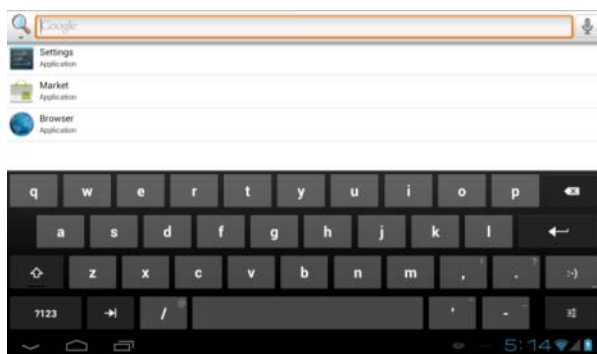 Google
Settings
Application
Market
Application
Browser
Application
q w e r t y u i o p
a s d f g h j k l
z x c v b n m , ! . ? :-)
?123 / @ ' -
5:14